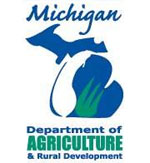 Michigan
Department of
AGRICULTURE
& Rural Development